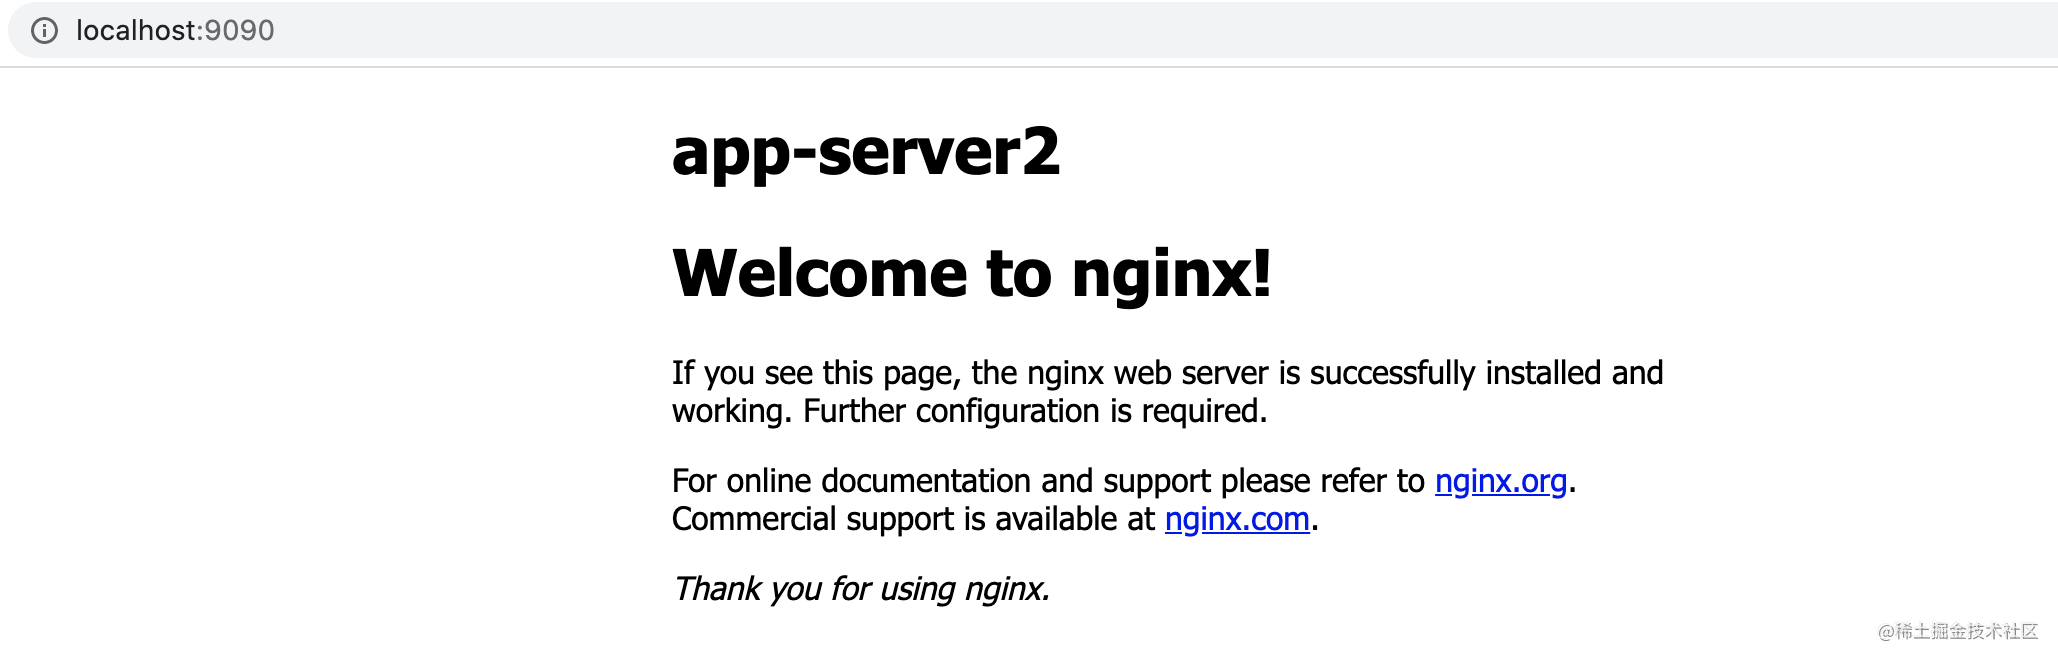 localhost:9090
app-server2
Welcome to nginx!
If you see this page, the nginx web server is successfully installed and
working. Further configuration is required.
For online documentation and support please refer to nginx.org.
Commercial support is available at nginx.com.
Thank you for using nginx.
@稀土掘金技术社区